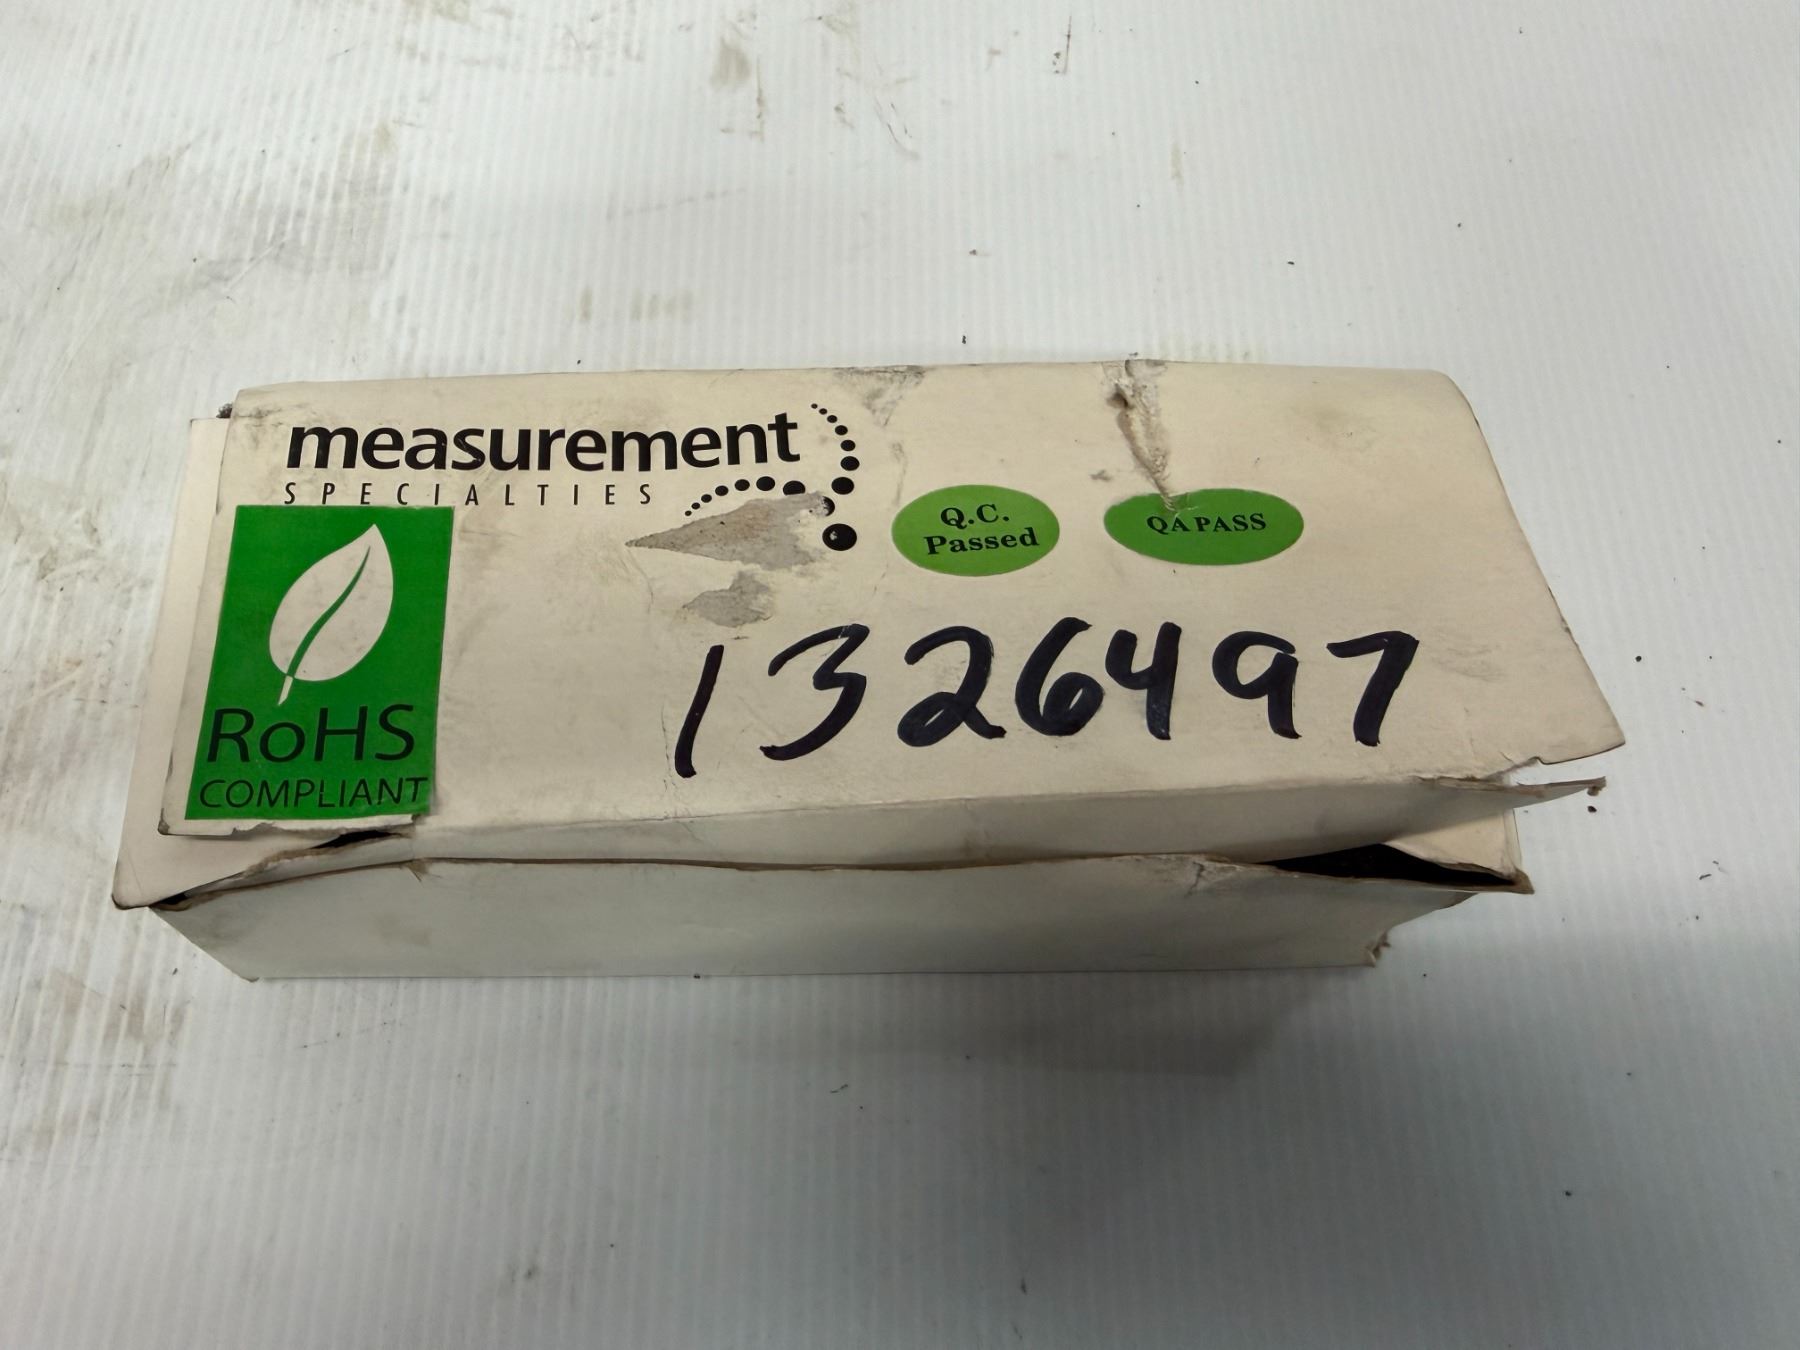 measurement
SPECIALTIES
Q.C.
Passed
QA PASS
1326497
RoHS
COMPLIANT